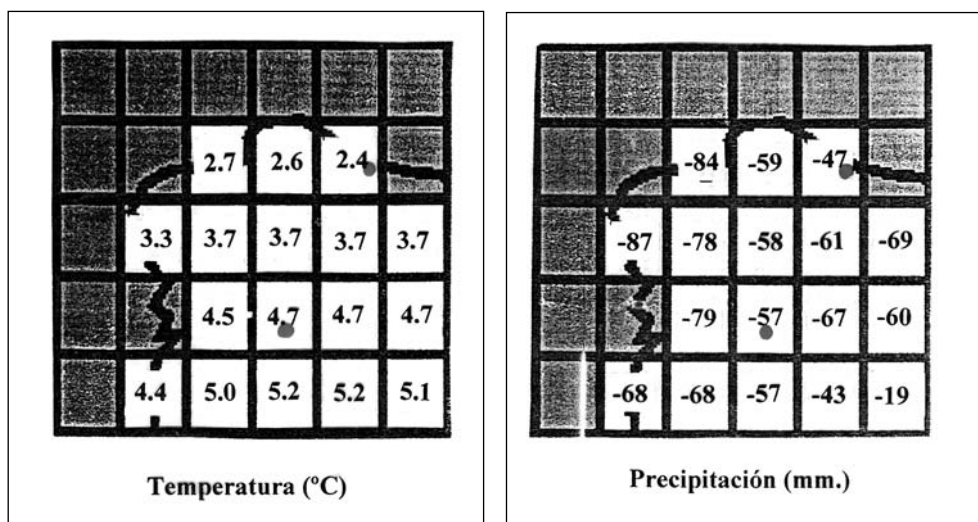 2.7 2.6 2.4
3.3 3.7 3.7 3.7 3.7
4.5 4.7 4.7 4.7
4.4 5.0 5.2 5.2 5.1
Temperatura (ºC)
-84 -59 -47
-87 -78 -58 -61 -69
-79 -57 -67 -60
-68 -68 -57 -43 -19
Precipitación (mm.)